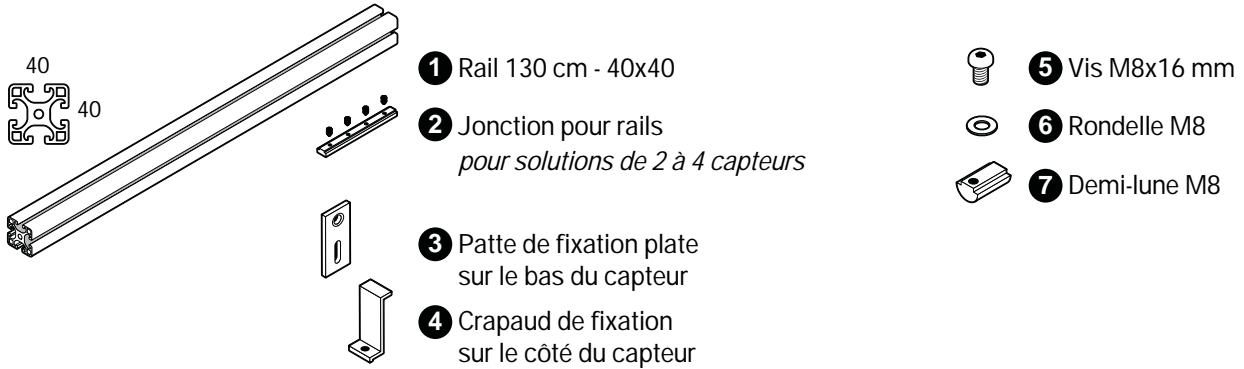 40
40
1 Rail 130 cm - 40x40
2 Jonction pour rails
pour solutions de 2 à 4 capteurs
3 Patte de fixation plate
sur le bas du capteur
4 Crapaud de fixation
sur le côté du capteur
5 Vis M8x16 mm
6 Rondelle M8
7 Demi-lune M8